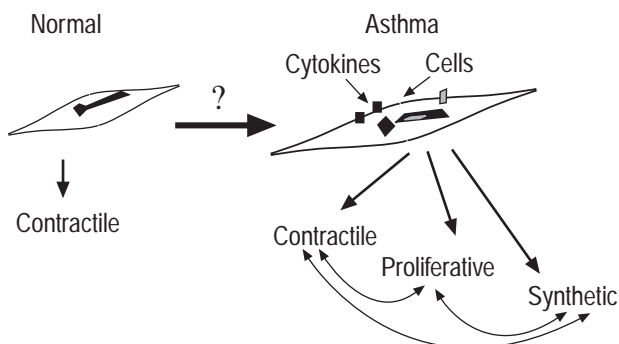 Normal
Asthma
Cytokines
Cells
?
Contractile
Contractile
Proliferative
Synthetic